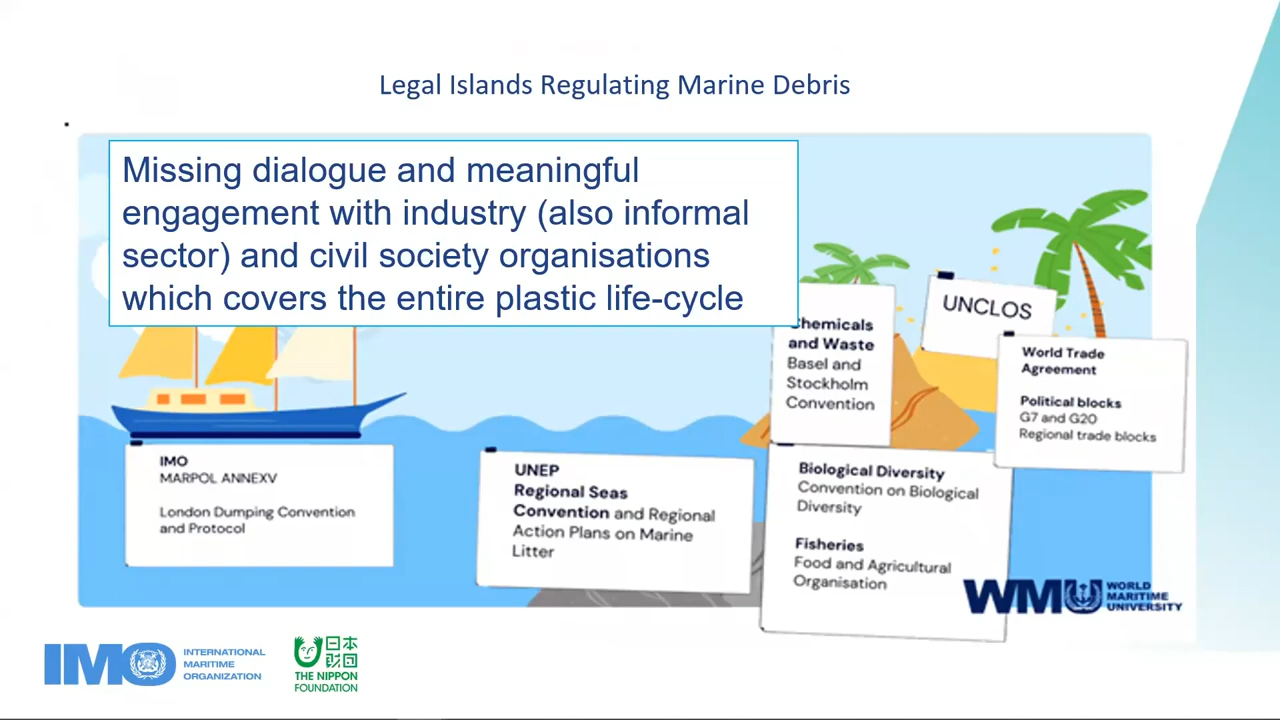 Legal Islands Regulating Marine Debris
Missing dialogue and meaningful
engagement with industry (also informal
sector) and civil society organisations
which covers the entire plastic life-cycle
Chemicals
and Waste
Basel and
Stockholm
Convention
UNCLOS
World Trade
Agreement
Political blocks
G7 and G20
Regional trade blocks
IMO
MARPOL ANNEXV
London Dumping Convention
and Protocol
UNEP
Regional Seas
Convention and Regional
Action Plans on Marine
Litter
Biological Diversity
Convention on Biological
Diversity
Fisheries
Food and Agricultural
Organisation
WMU WORLD
MARITIME
UNIVERSITY
IMO INTERNATIONAL
MARITIME
ORGANIZATION
日本
財団
THE NIPPON
FOUNDATION